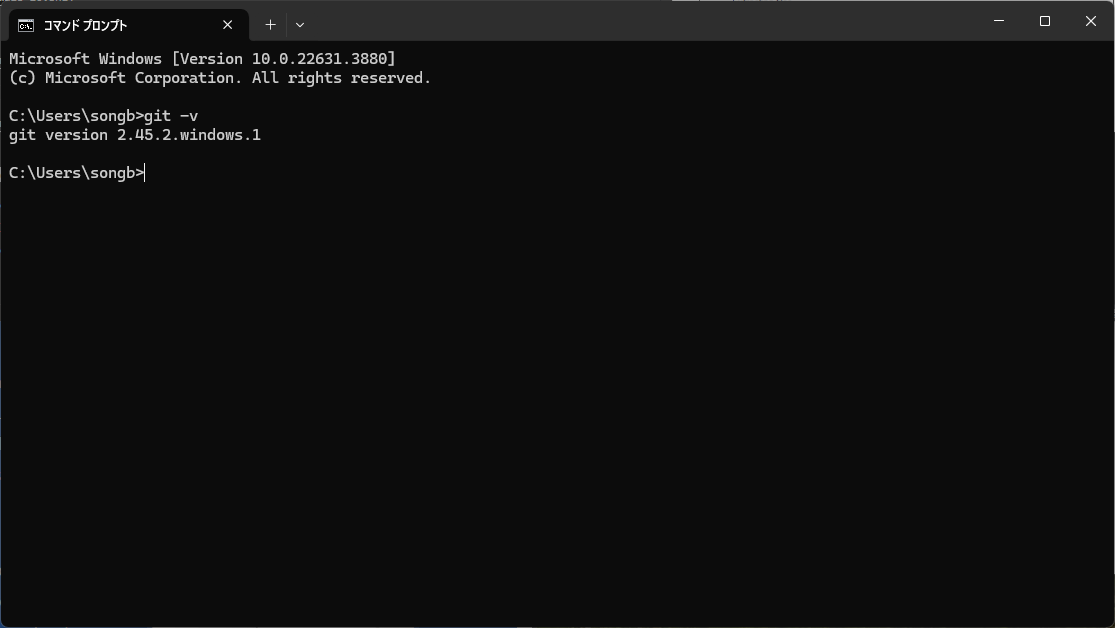 コマンド プロンプト
Microsoft Windows [Version 10.0.22631.3880]
(c) Microsoft Corporation. All rights reserved.
C:\Users\songb>git -v
git version 2.45.2.windows.1
C:\Users\songb>